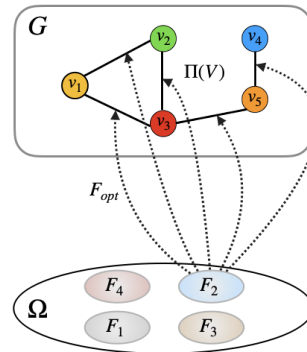 G
v₂ v₄
v₁ Π(V)
v₃ v₅
F_opt
F₄ F₂
Ω
F₁ F₃